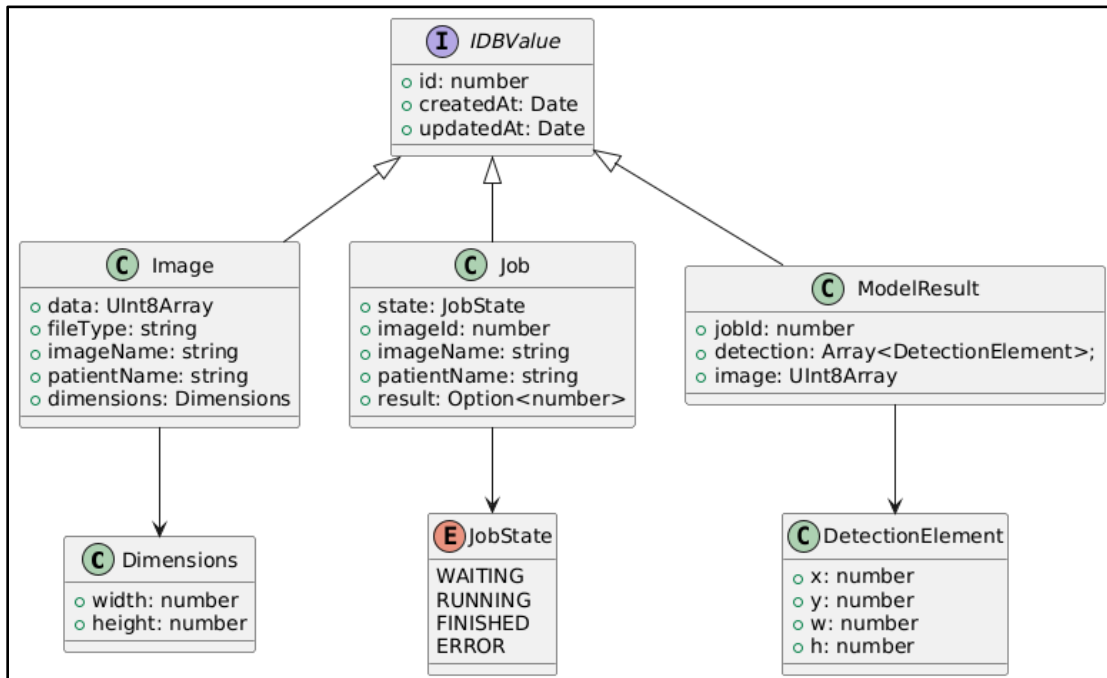 I IDBValue
id: number
createdAt: Date
updatedAt: Date
C Image
data: UInt8Array
fileType: string
imageName: string
patientName: string
dimensions: Dimensions
C Job
state: JobState
imageId: number
imageName: string
patientName: string
result: Option<number>
C ModelResult
jobId: number
detection: Array<DetectionElement>;
image: UInt8Array
C Dimensions
width: number
height: number
E JobState
WAITING
RUNNING
FINISHED
ERROR
C DetectionElement
x: number
y: number
w: number
h: number